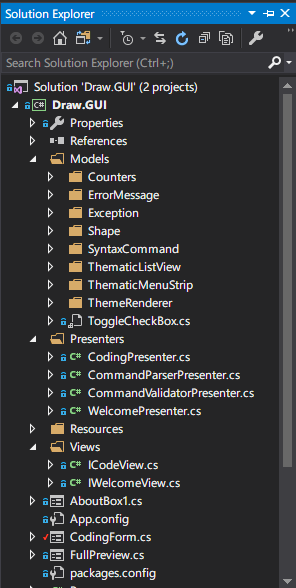 Solution Explorer
Search Solution Explorer (Ctrl+;)
Solution 'Draw.GUI' (2 projects)
C# Draw.GUI
Properties
References
Models
Counters
ErrorMessage
Exception
Shape
SyntaxCommand
ThematicListView
ThematicMenuStrip
ThemeRenderer
ToggleCheckBox.cs
Presenters
C# CodingPresenter.cs
C# CommandParserPresenter.cs
C# CommandValidatorPresenter.cs
C# WelcomePresenter.cs
Resources
Views
C# ICodeView.cs
C# IWelcomeView.cs
AboutBox1.cs
App.config
CodingForm.cs
FullPreview.cs
packages.config